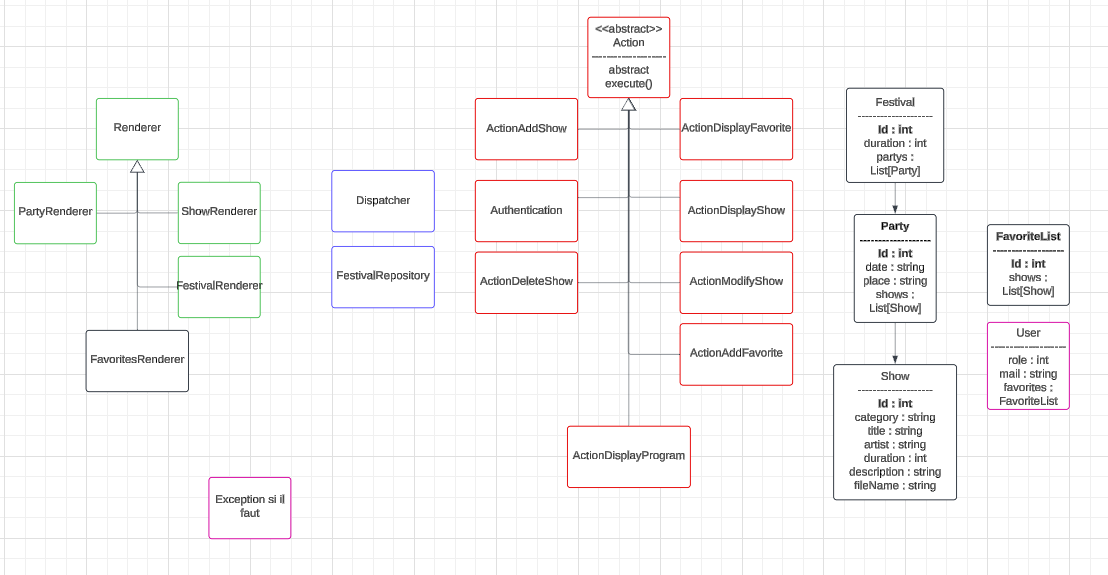 <<abstract>>
Action
--------------------
abstract
execute()
Renderer
PartyRenderer
ShowRenderer
FestivalRenderer
FavoritesRenderer
Dispatcher
FestivalRepository
ActionAddShow
ActionDisplayFavorite
Authentication
ActionDisplayShow
ActionDeleteShow
ActionModifyShow
ActionAddFavorite
ActionDisplayProgram
Exception si il
faut
Festival
--------------------
Id : int
duration : int
partys :
List[Party]
Party
-------------------
Id : int
date : string
place : string
shows :
List[Show]
Show
--------------------
Id : int
category : string
title : string
artist : string
duration : int
description : string
fileName : string
FavoriteList
--------------------
Id : int
shows :
List[Show]
User
--------------------
role : int
mail : string
favorites :
FavoriteList